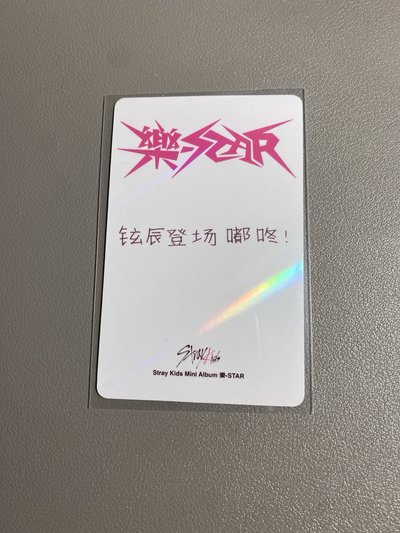 樂-STAR
铉辰登场嘟咚!
Stray Kids
Stray Kids Mini Album 樂-STAR